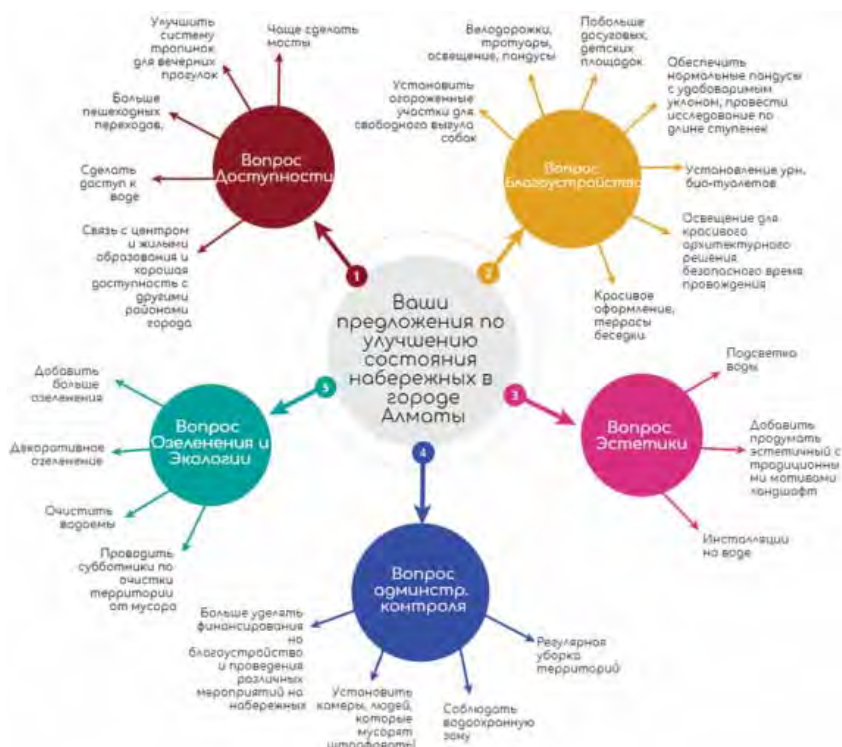 Ваши
предложения по
улучшению
состояния
набережных в
городе
Алматы
1
Вопрос
Доступности
Улучшить
систему
тропинок
для вечерних
прогулок
Чаще сделать
мосты
Больше
пешеходных
переходов,
Сделать
доступ к
воде
Связь с центром
и жилыми
образования и
хорошая
доступность с
другими
районами
города
2
Вопрос
Благоустройства
Велодорожки,
тротуары,
освещение, пандусы
Побольше
досуговых,
детских
площадок
Установить
огороженные
участки для
свободного выгула
собак
Обеспечить
нормальные пандусы
с удобоваримым
уклоном, провести
исследование по
длине ступенек
Установления урн,
био-туалетов
Освещение для
красивого
архитектурного
решения
безопасного время
провождения
Красивое
оформление,
террасы
беседки
3
Вопрос
Эстетики
Подсветка
воды
Добавить
продумать
эстетичный с
традиционны
ми мотивами
ландшафт
Инсталляции
на воде
4
Вопрос
админстр.
контроля
Больше уделять
финансирования
на
благоустройство
и проведения
различных
мероприятий на
набережных
Установить
камеры, людей,
которые
мусорят
штрафовать!
Соблюдать
водоохранную
зону
Регулярная
уборка
территорий
5
Вопрос
Озеленения и
Экологии
Добавить
больше
озеленения
Декоративное
озеленение
Очистить
водоемы
Проводить
субботники по
очистки
территории
от мусора